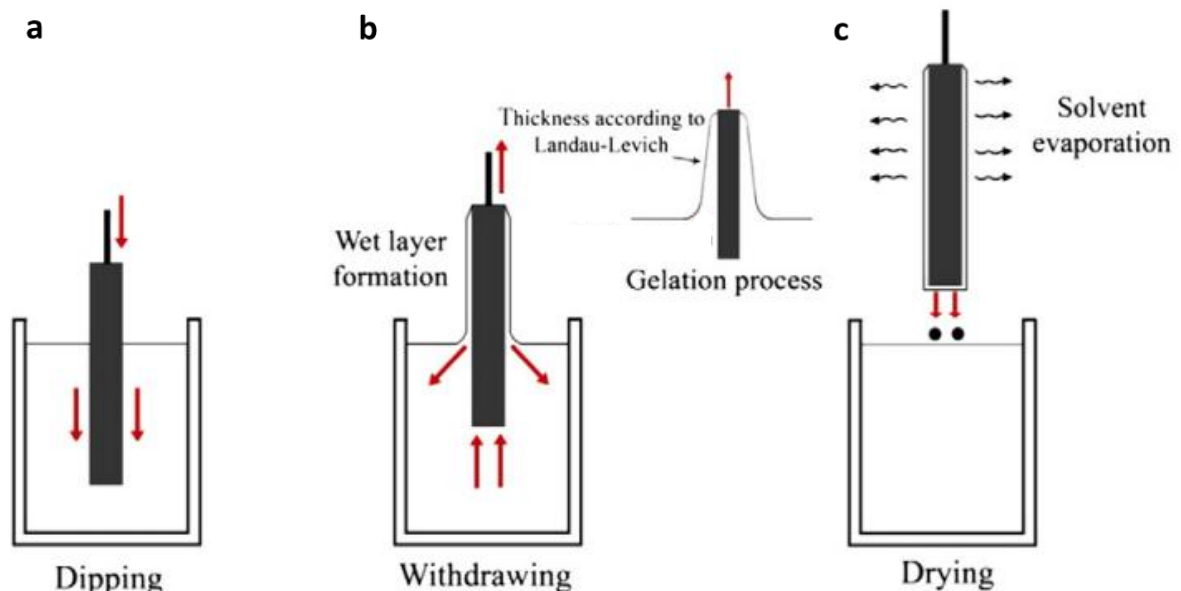 a
b
c
Dipping
Wet layer
formation
Withdrawing
Thickness according to
Landau-Levich
Gelation process
Solvent
evaporation
Drying